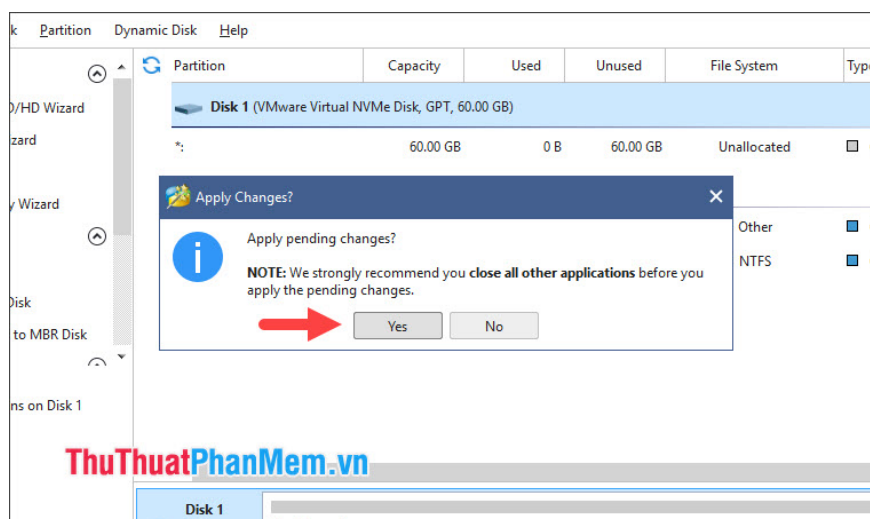 k Partition Dynamic Disk Help
Partition Capacity Used Unused File System Type
D/HD Wizard
Disk 1 (VMware Virtual NVMe Disk, GPT, 60.00 GB)
zard
*: 60.00 GB 0 B 60.00 GB Unallocated
y Wizard
Apply Changes?
Other
Apply pending changes?
NTFS
NOTE: We strongly recommend you close all other applications before you
apply the pending changes.
Disk
Yes No
to MBR Disk
ns on Disk 1
ThuThuatPhanMem.vn
Disk 1